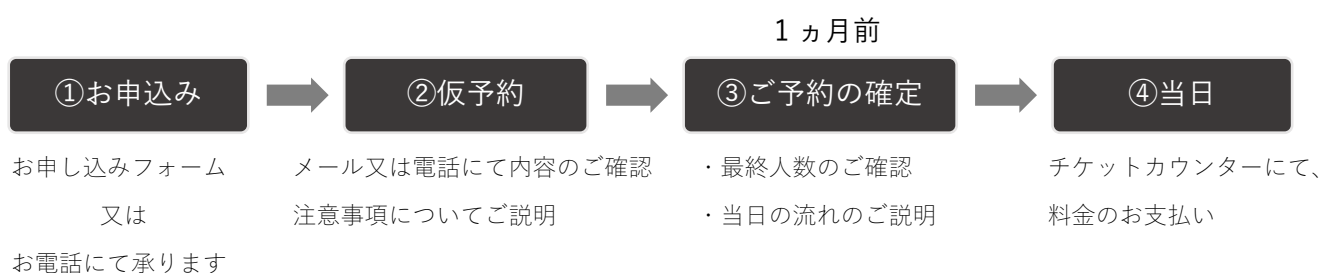 1ヵ月前
①お申込み
②仮予約
③ご予約の確定
④当日
お申し込みフォーム
又は
お電話にて承ります
メール又は電話にて内容のご確認
注意事項についてご説明
・最終人数のご確認
・当日の流れのご説明
チケットカウンターにて、
料金のお支払い